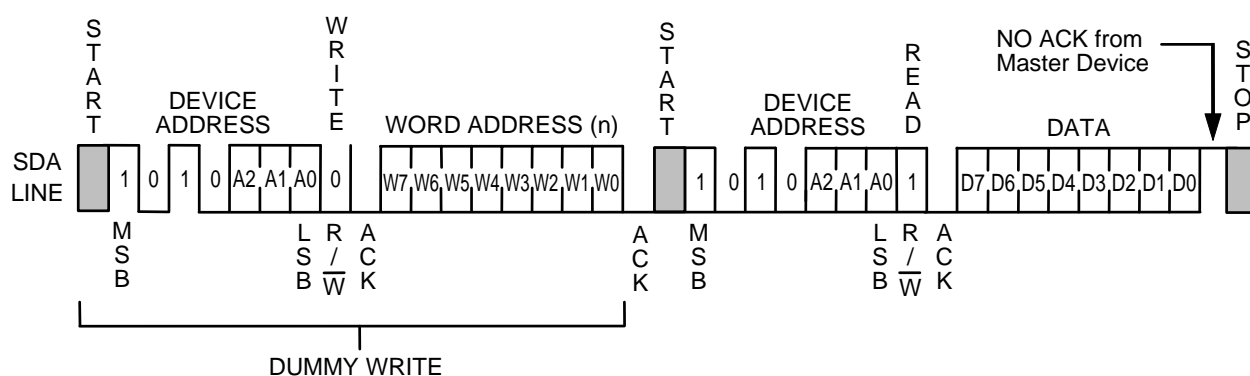 START
WRITE
START
READ
NO ACK from
Master Device
STOP
DEVICE
ADDRESS
WORD ADDRESS (n)
DEVICE
ADDRESS
DATA
SDA
LINE
1 0 1 0 A2 A1 A0 0 W7 W6 W5 W4 W3 W2 W1 W0 1 0 1 0 A2 A1 A0 1 D7 D6 D5 D4 D3 D2 D1 D0
MSB
LSB
R/W̅
ACK
ACK
MSB
LSB
R/W̅
ACK
DUMMY WRITE